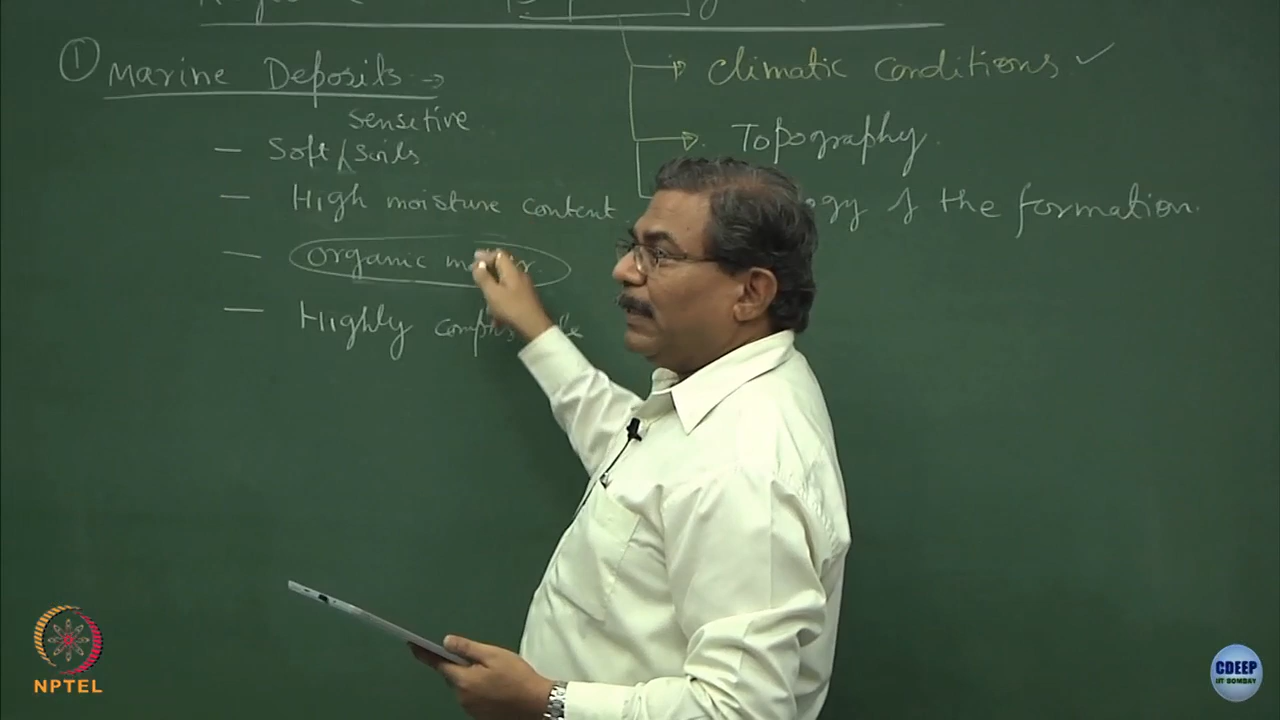 ① Marine Deposits →
sensitive
— Soft / soils
— High moisture content
— organic
— Highly
→ climatic conditions ✓
→ Topography
of the formation.
NPTEL
CDEEP
IIT BOMBAY